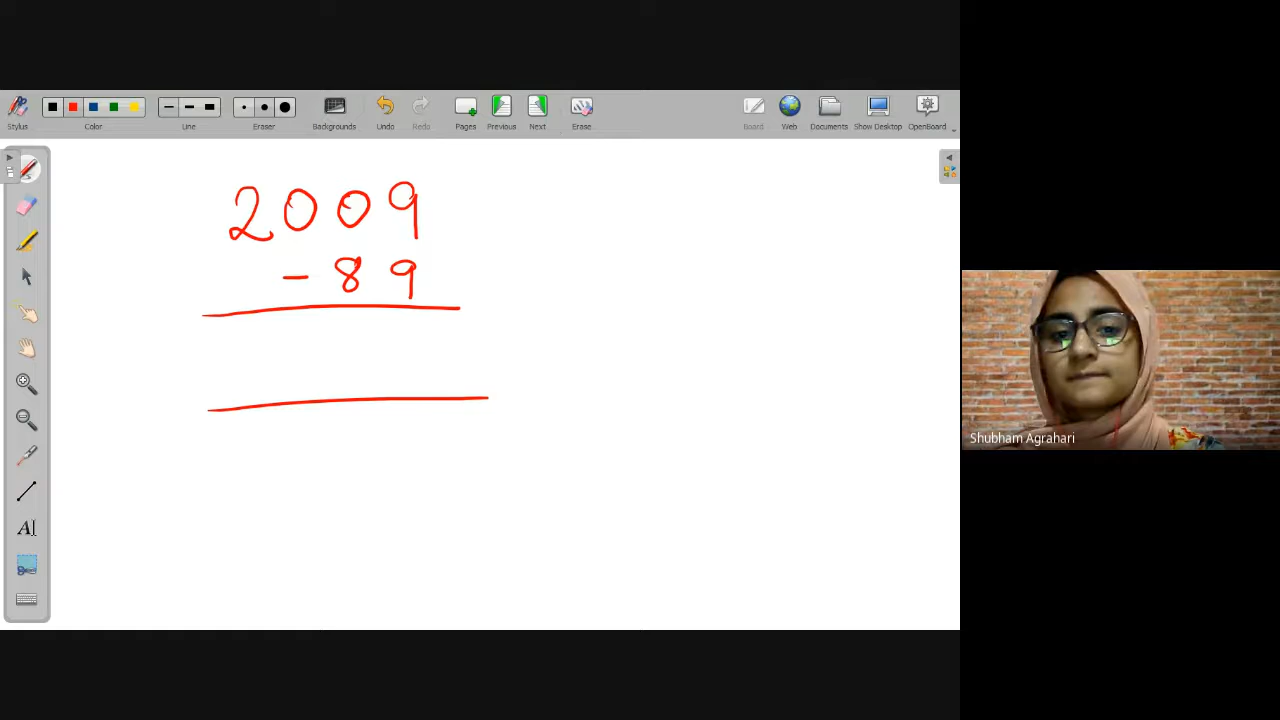 Stylus Color Line Eraser Backgrounds Undo Redo Pages Previous Next Erase Board Web Documents Show Desktop OpenBoard
2009
- 89
A
Shubham Agrahari